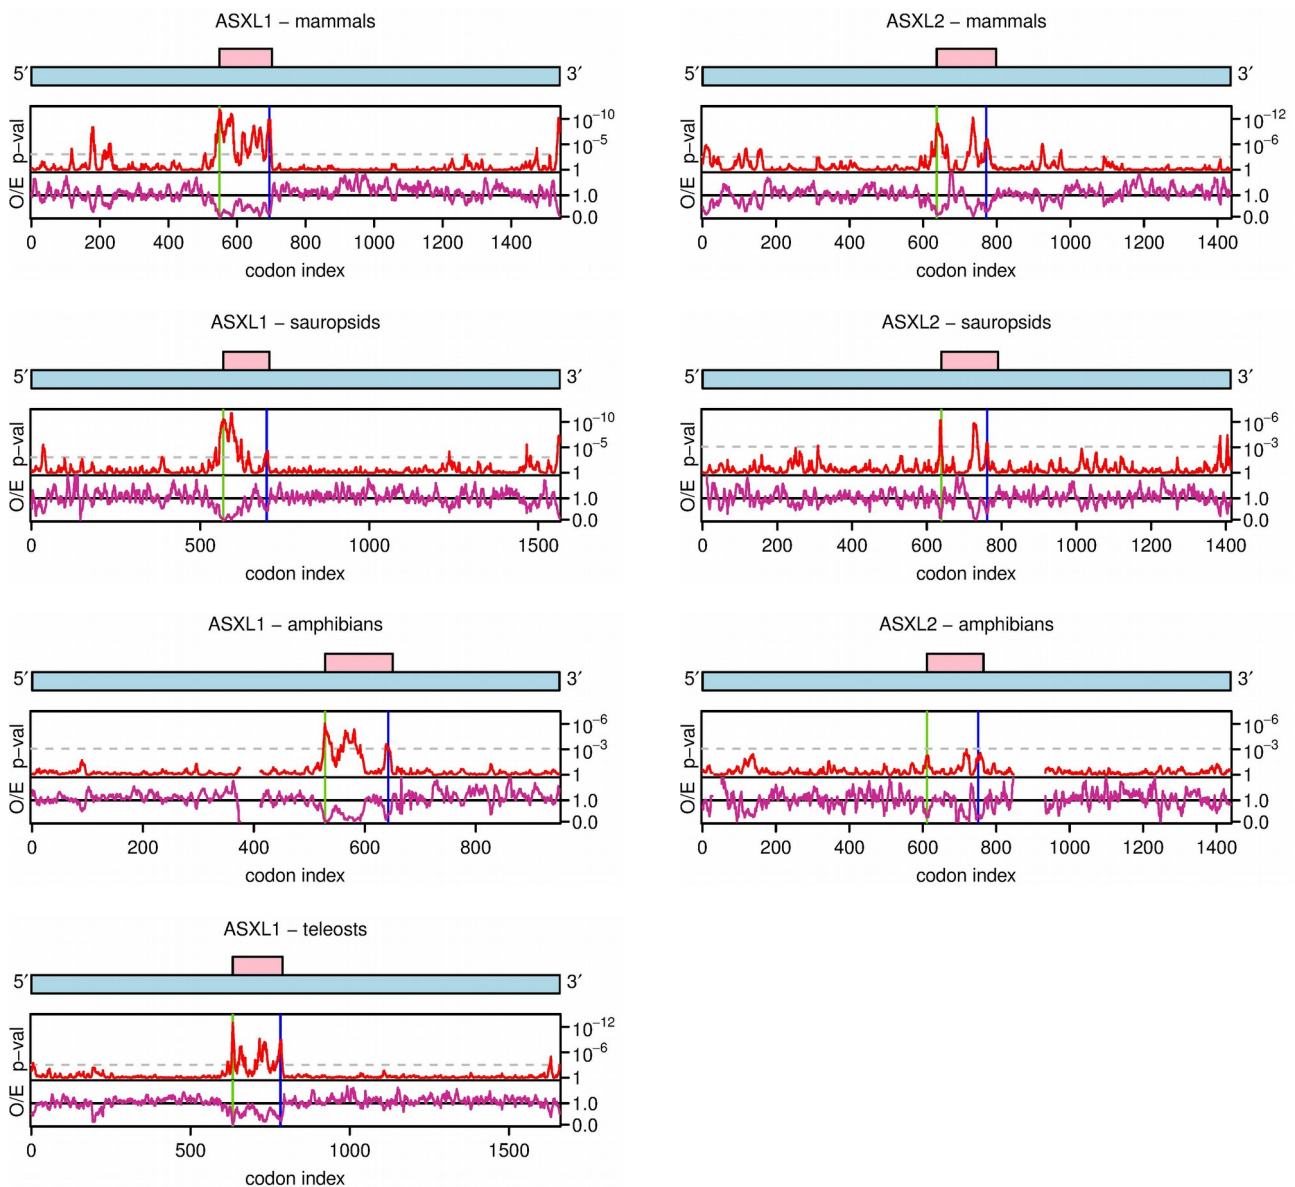 ASXL1 – mammals
5′ 3′
p–val 10⁻¹⁰ 10⁻⁵ 1
O/E 1.0 0.0
0 200 400 600 800 1000 1200 1400
codon index
ASXL2 – mammals
5′ 3′
p–val 10⁻¹² 10⁻⁶ 1
O/E 1.0 0.0
0 200 400 600 800 1000 1200 1400
codon index
ASXL1 – sauropsids
5′ 3′
p–val 10⁻¹⁰ 10⁻⁵ 1
O/E 1.0 0.0
0 500 1000 1500
codon index
ASXL2 – sauropsids
5′ 3′
p–val 10⁻⁶ 10⁻³ 1
O/E 1.0 0.0
0 200 400 600 800 1000 1200 1400
codon index
ASXL1 – amphibians
5′ 3′
p–val 10⁻⁶ 10⁻³ 1
O/E 1.0 0.0
0 200 400 600 800
codon index
ASXL2 – amphibians
5′ 3′
p–val 10⁻⁶ 10⁻³ 1
O/E 1.0 0.0
0 200 400 600 800 1000 1200 1400
codon index
ASXL1 – teleosts
5′ 3′
p–val 10⁻¹² 10⁻⁶ 1
O/E 1.0 0.0
0 500 1000 1500
codon index